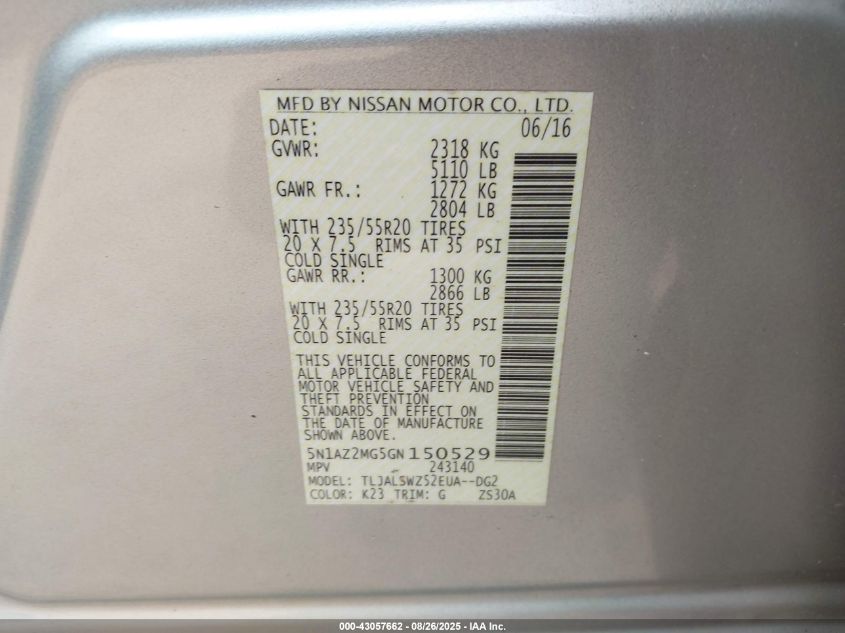 MFD BY NISSAN MOTOR CO., LTD.
DATE: 06/16
GVWR: 2318 KG
5110 LB
GAWR FR.: 1272 KG
2804 LB
WITH 235/55R20 TIRES
20 X 7.5 RIMS AT 35 PSI
COLD SINGLE
GAWR RR.: 1300 KG
2866 LB
WITH 235/55R20 TIRES
20 X 7.5 RIMS AT 35 PSI
COLD SINGLE
THIS VEHICLE CONFORMS TO
ALL APPLICABLE FEDERAL
MOTOR VEHICLE SAFETY AND
THEFT PREVENTION
STANDARDS IN EFFECT ON
THE DATE OF MANUFACTURE
SHOWN ABOVE.
5N1AZ2MG5GN150529
MPV 243140
MODEL: TLJALSWZ52EUA--DG2
COLOR: K23 TRIM: G ZS30A
000-43057662 - 08/26/2025 - IAA Inc.